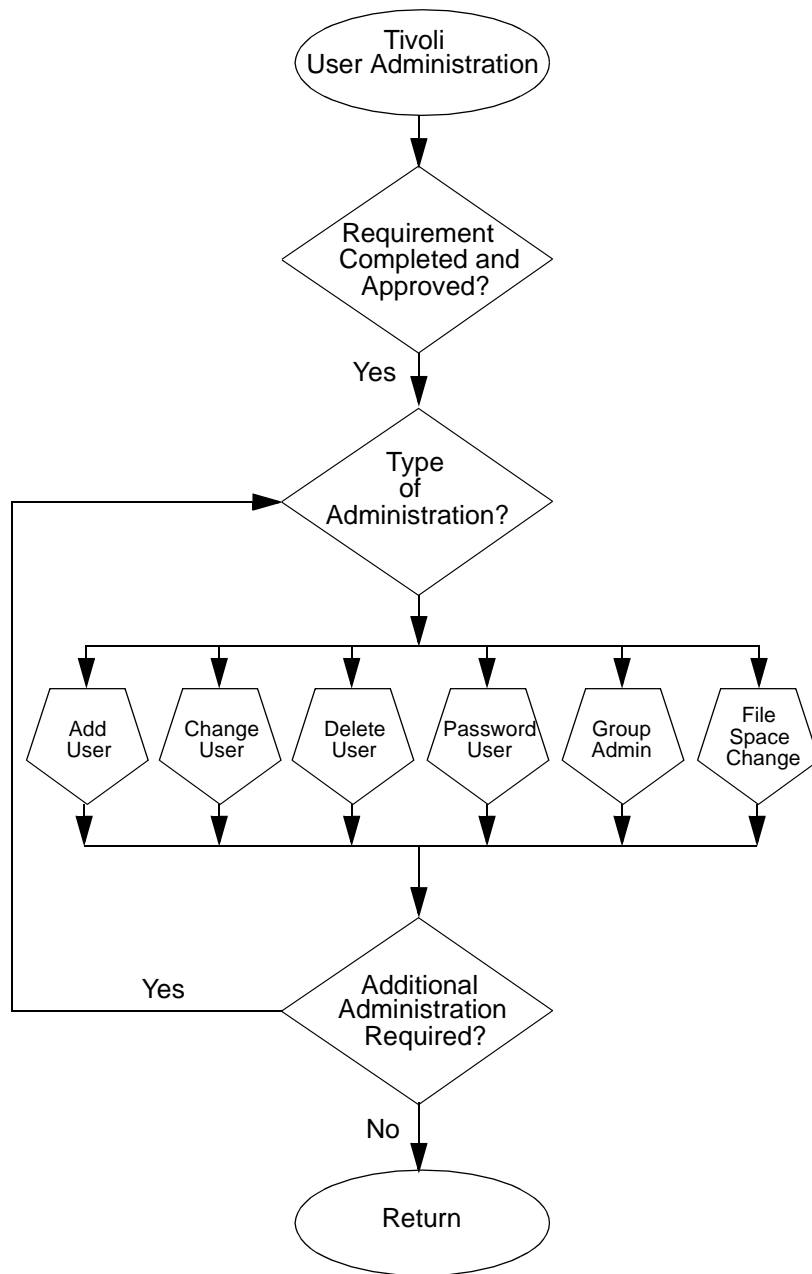 Tivoli
User Administration
Requirement
Completed and
Approved?
Yes
Type
of
Administration?
Add
User
Change
User
Delete
User
Password
User
Group
Admin
File
Space
Change
Yes
Additional
Administration
Required?
No
Return